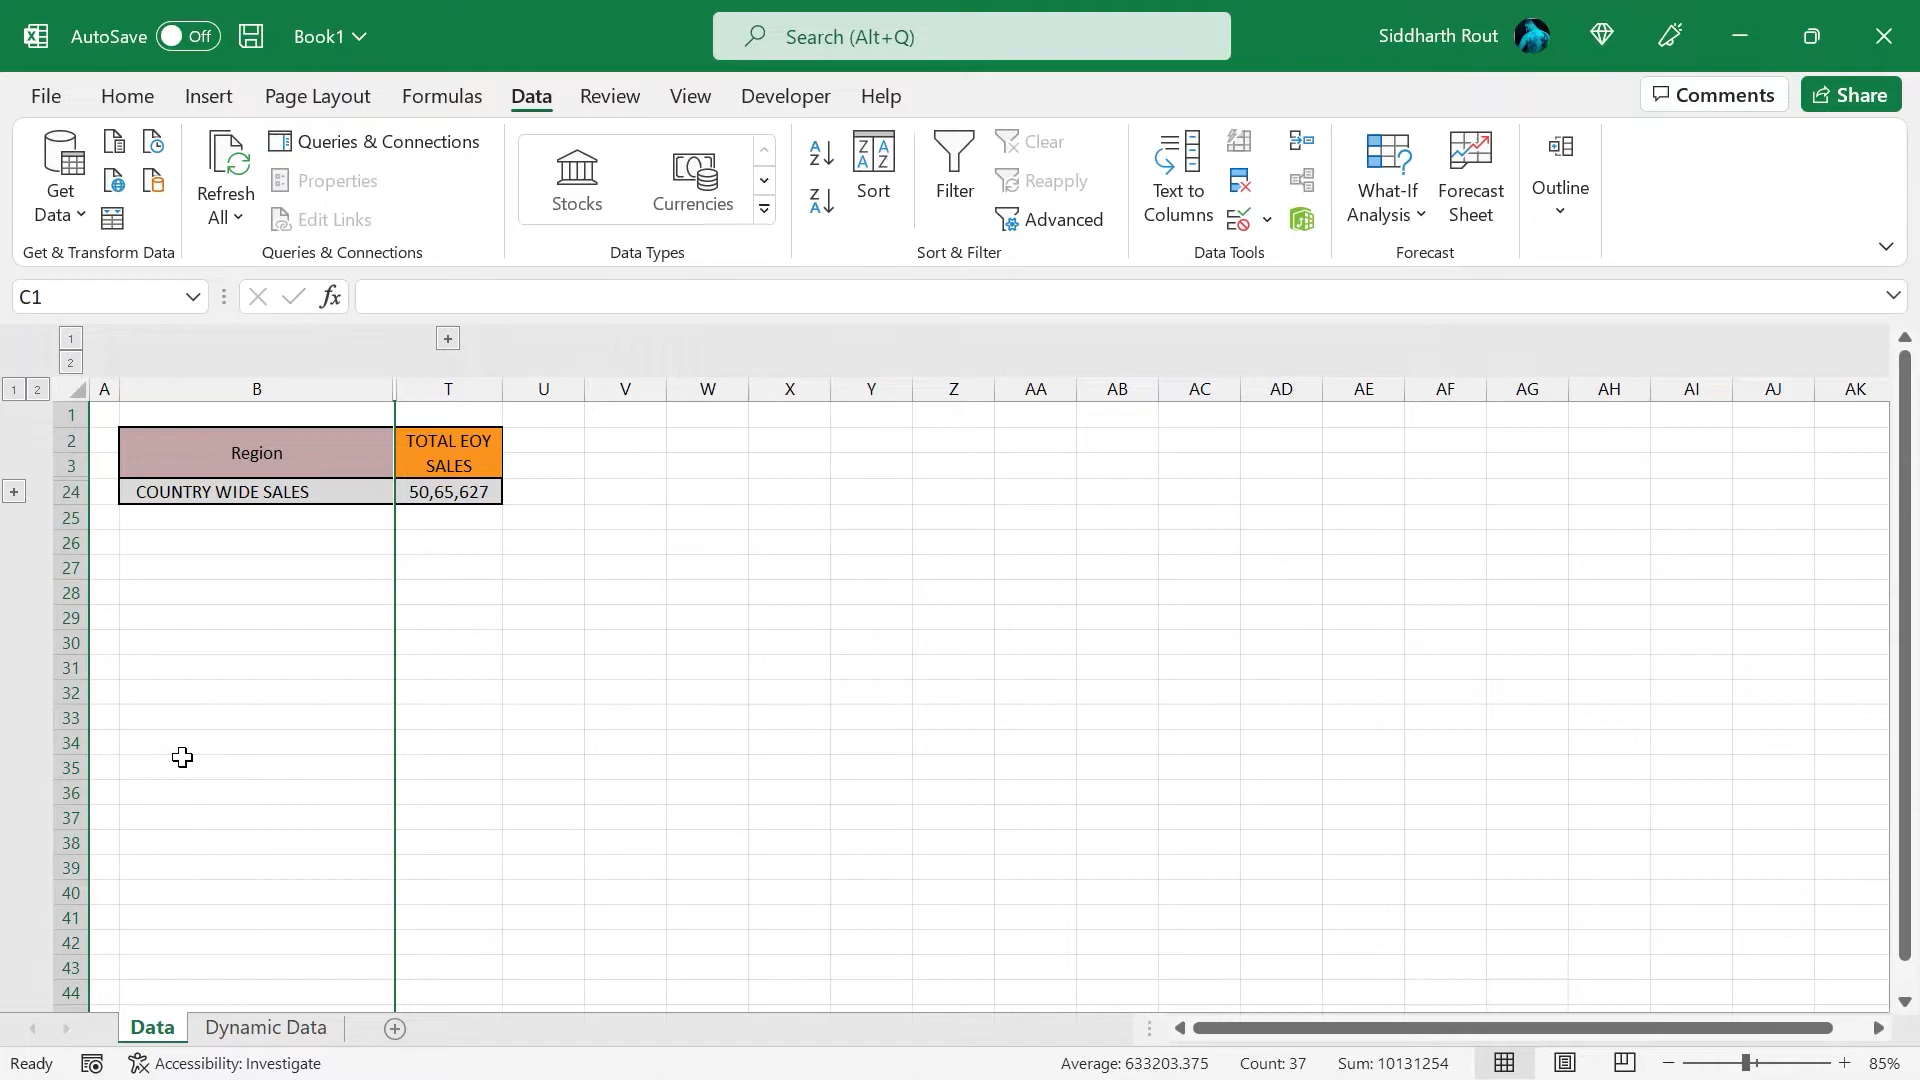 AutoSave Off Book1 Search (Alt+Q) Siddharth Rout
File Home Insert Page Layout Formulas Data Review View Developer Help Comments Share
Get Data
Refresh All
Queries & Connections
Properties
Edit Links
Stocks
Currencies
A Z
Z A
Z A
A Z
Sort
Filter
Clear
Reapply
Advanced
Text to Columns
What-If Analysis
Forecast Sheet
Outline
Get & Transform Data Queries & Connections Data Types Sort & Filter Data Tools Forecast
C1 fx
1
2
1 2 A B T U V W X Y Z AA AB AC AD AE AF AG AH AI AJ AK
1
2 Region TOTAL EOY
3 SALES
24 COUNTRY WIDE SALES 50,65,627
25
26
27
28
29
30
31
32
33
34
35
36
37
38
39
40
41
42
43
44
Data Dynamic Data
Ready Accessibility: Investigate Average: 633203.375 Count: 37 Sum: 10131254 85%